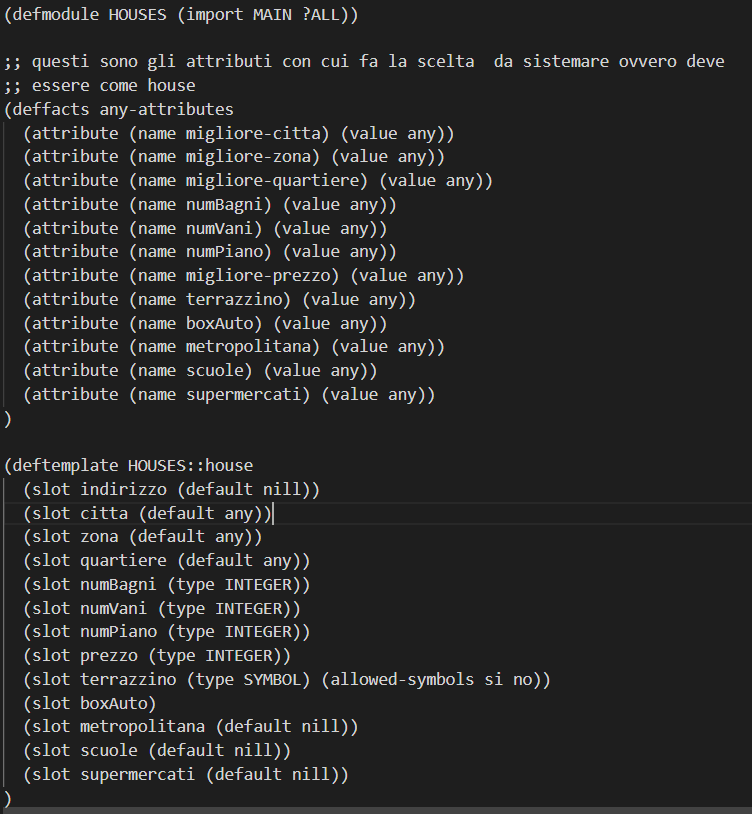 (defmodule HOUSES (import MAIN ?ALL))
;; questi sono gli attributi con cui fa la scelta  da sistemare ovvero deve
;; essere come house
(deffacts any-attributes
  (attribute (name migliore-citta) (value any))
  (attribute (name migliore-zona) (value any))
  (attribute (name migliore-quartiere) (value any))
  (attribute (name numBagni) (value any))
  (attribute (name numVani) (value any))
  (attribute (name numPiano) (value any))
  (attribute (name migliore-prezzo) (value any))
  (attribute (name terrazzino) (value any))
  (attribute (name boxAuto) (value any))
  (attribute (name metropolitana) (value any))
  (attribute (name scuole) (value any))
  (attribute (name supermercati) (value any))
)
(deftemplate HOUSES::house
  (slot indirizzo (default nill))
  (slot citta (default any))
  (slot zona (default any))
  (slot quartiere (default any))
  (slot numBagni (type INTEGER))
  (slot numVani (type INTEGER))
  (slot numPiano (type INTEGER))
  (slot prezzo (type INTEGER))
  (slot terrazzino (type SYMBOL) (allowed-symbols si no))
  (slot boxAuto)
  (slot metropolitana (default nill))
  (slot scuole (default nill))
  (slot supermercati (default nill))
)